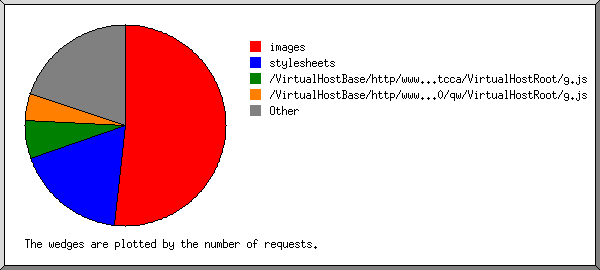 images
stylesheets
/VirtualHostBase/http/www...tcca/VirtualHostRoot/g.js
/VirtualHostBase/http/www...0/qw/VirtualHostRoot/g.js
Other
The wedges are plotted by the number of requests.